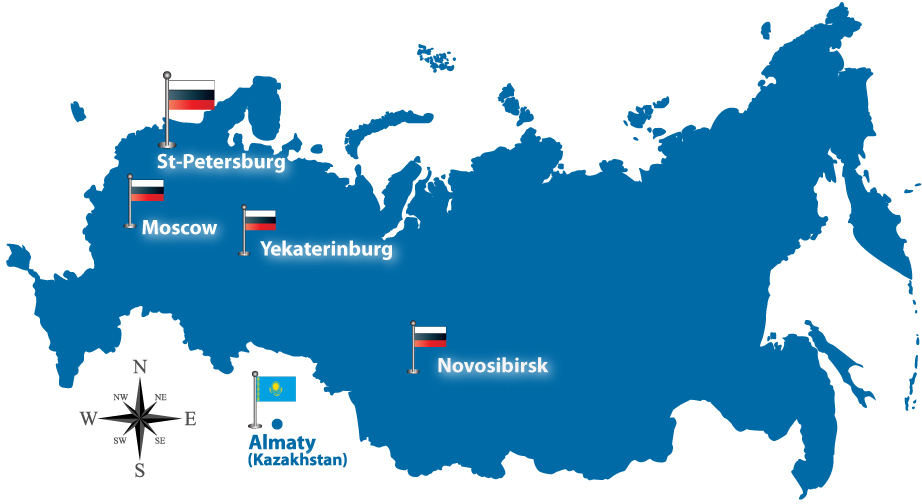 St-Petersburg
Moscow
Yekaterinburg
Novosibirsk
N
NW NE
W E
SW SE
S
Almaty
(Kazakhstan)